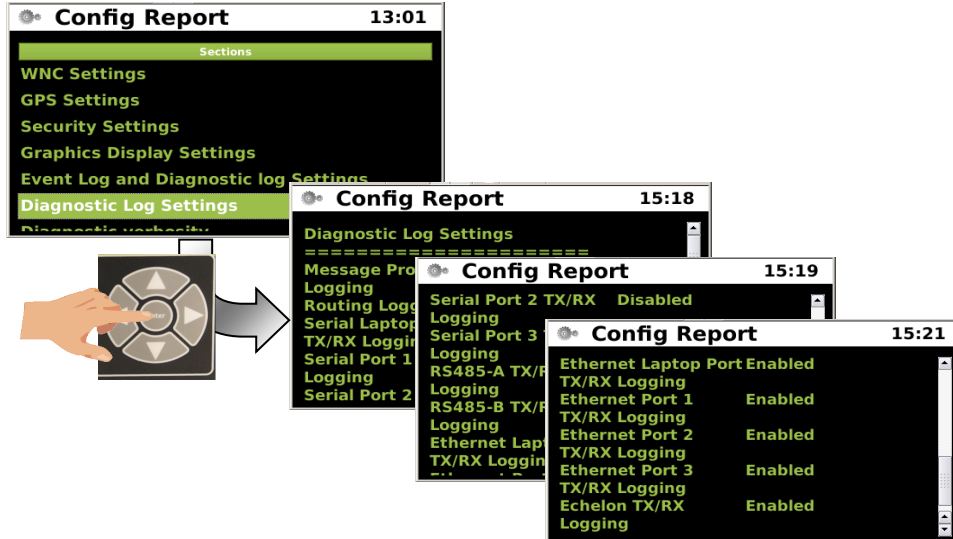 Config Report 13:01
Sections
WNC Settings
GPS Settings
Security Settings
Graphics Display Settings
Event Log and Diagnostic log Settings
Diagnostic Log Settings
Diagnostic verbosity
Enter
Config Report 15:18
Diagnostic Log Settings
======================
Message Pro
Logging
Routing Logg
Serial Laptop
TX/RX Loggin
Serial Port 1
Logging
Serial Port 2
Config Report 15:19
Serial Port 2 TX/RX Disabled
Logging
Serial Port 3 T
Logging
RS485-A TX/R
Logging
RS485-B TX/R
Logging
Ethernet Lapt
TX/RX Loggin
Config Report 15:21
Ethernet Laptop Port Enabled
TX/RX Logging
Ethernet Port 1 Enabled
TX/RX Logging
Ethernet Port 2 Enabled
TX/RX Logging
Ethernet Port 3 Enabled
TX/RX Logging
Echelon TX/RX Enabled
Logging